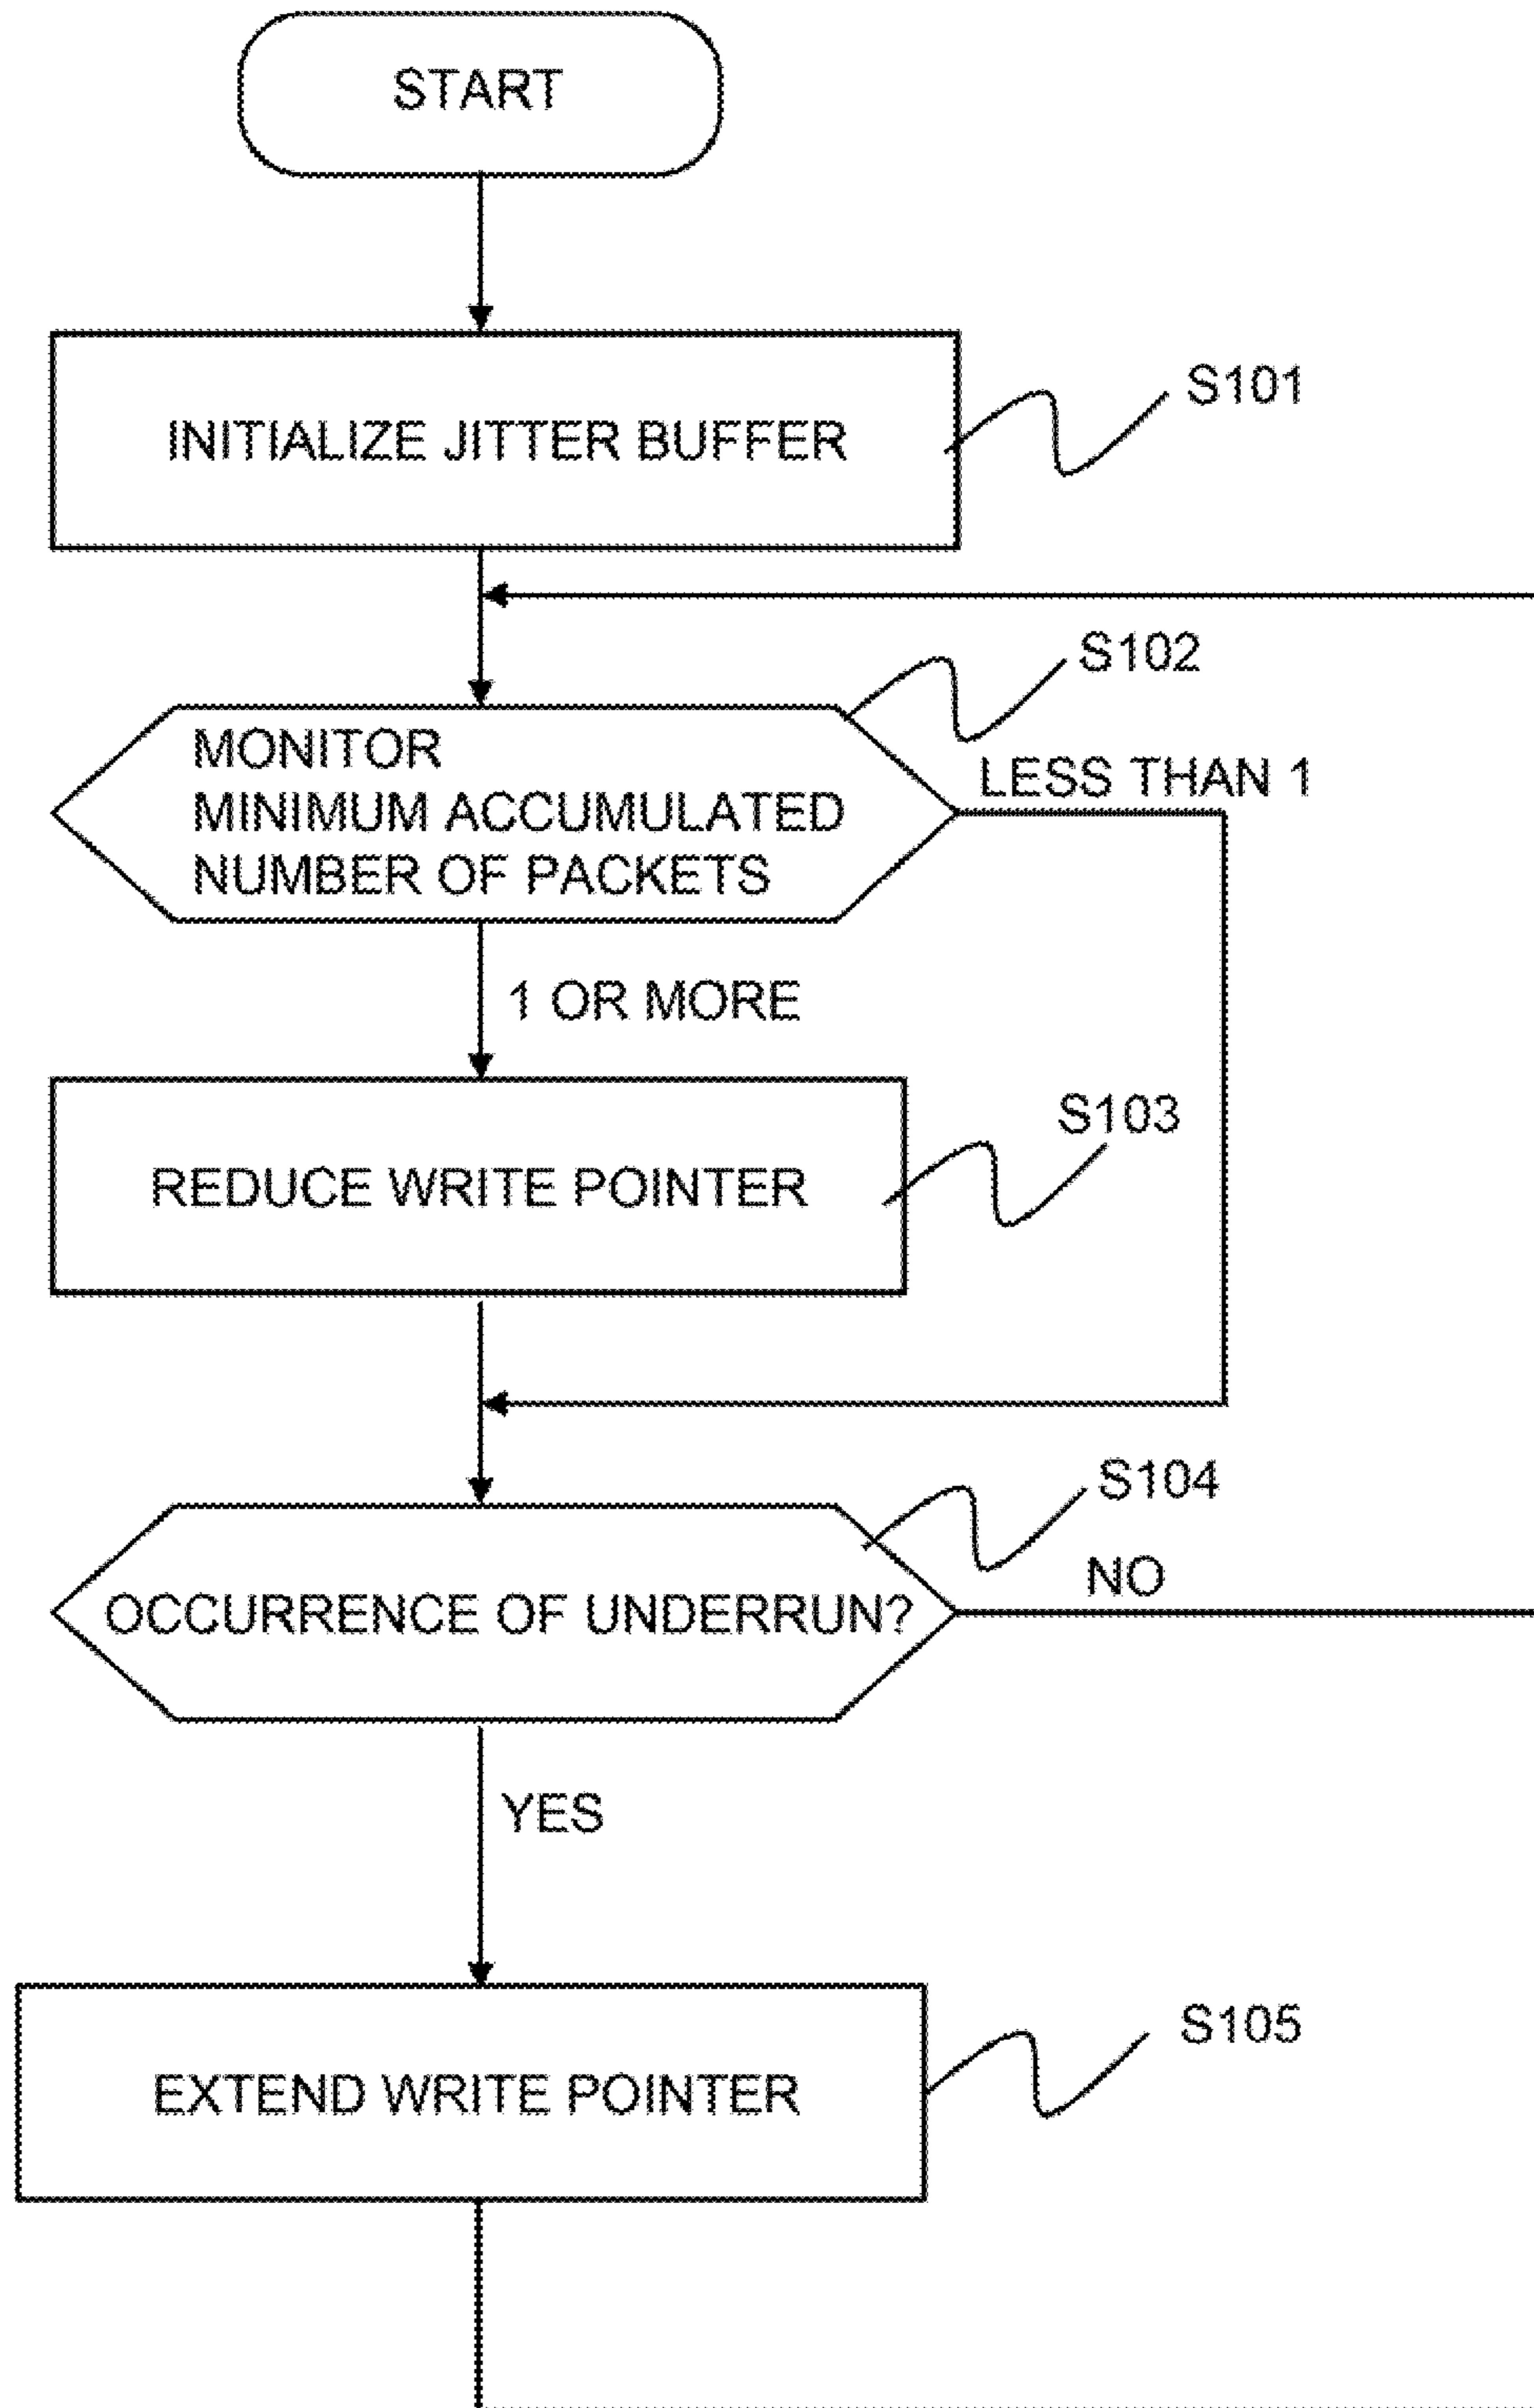 START
INITIALIZE JITTER BUFFER
S101
S102
MONITOR
MINIMUM ACCUMULATED
NUMBER OF PACKETS
LESS THAN 1
1 OR MORE
REDUCE WRITE POINTER
S103
S104
OCCURRENCE OF UNDERRUN?
NO
YES
EXTEND WRITE POINTER
S105